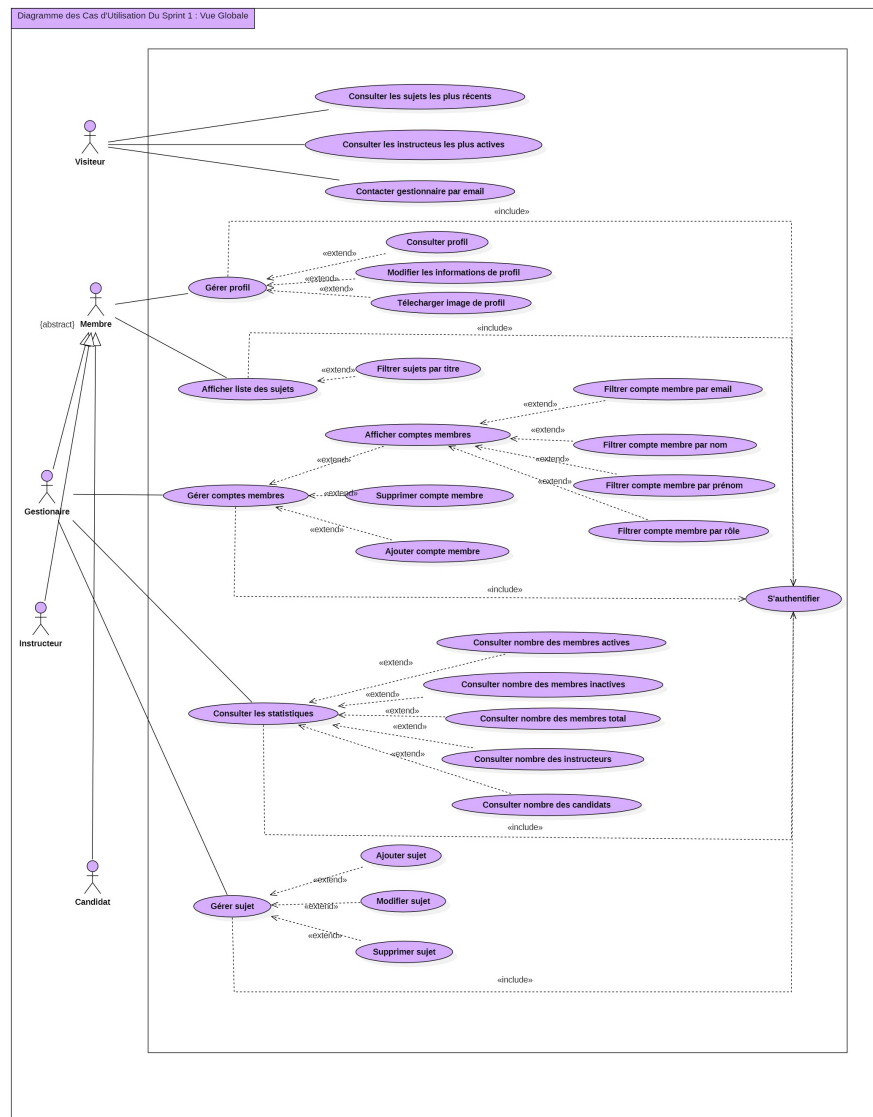 Diagramme des Cas d'Utilisation Du Sprint 1 : Vue Globale
Consulter les sujets les plus récents
Consulter les instructeus les plus actives
Visiteur
Contacter gestionnaire par email
«include»
Consulter profil
«extend»
Modifier les informations de profil
«extend»
Gérer profil
«extend»
Télecharger image de profil
{abstract}
Membre
«include»
Filtrer sujets par titre
«extend»
Afficher liste des sujets
Filtrer compte membre par email
«extend»
Afficher comptes membres
«extend»
Filtrer compte membre par nom
«extend»
«extend»
Filtrer compte membre par prénom
Gérer comptes membres
«extend»
Supprimer compte membre
Gestionaire
«extend»
Filtrer compte membre par rôle
Ajouter compte membre
«include»
S'authentifier
Instructeur
Consulter nombre des membres actives
«extend»
Consulter nombre des membres inactives
«extend»
Consulter les statistiques
«extend»
Consulter nombre des membres total
«extend»
«extend»
Consulter nombre des instructeurs
Consulter nombre des candidats
«include»
Ajouter sujet
«extend»
Candidat
Gérer sujet
«extend»
Modifier sujet
«extend»
Supprimer sujet
«include»